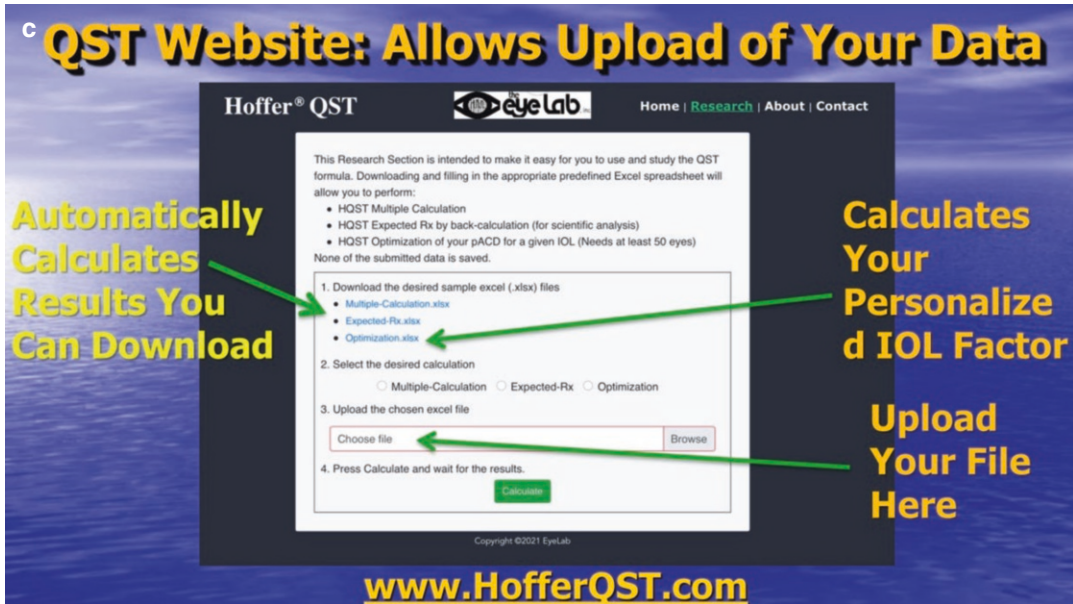 c
QST Website: Allows Upload of Your Data
Hoffer® QST
the
eye Lab
Home | Research | About | Contact
This Research Section is intended to make it easy for you to use and study the QST
formula. Downloading and filling in the appropriate predefined Excel spreadsheet will
allow you to perform:
• HQST Multiple Calculation
• HQST Expected Rx by back-calculation (for scientific analysis)
• HQST Optimization of your pACD for a given IOL (Needs at least 50 eyes)
None of the submitted data is saved.
1. Download the desired sample excel (.xlsx) files
• Multiple-Calculation.xlsx
• Expected-Rx.xlsx
• Optimization.xlsx
2. Select the desired calculation
Multiple-Calculation Expected-Rx Optimization
3. Upload the chosen excel file
Choose file Browse
4. Press Calculate and wait for the results.
Calculate
Copyright ©2021 EyeLab
Automatically
Calculates
Results You
Can Download
Calculates
Your
Personalize
d IOL Factor
Upload
Your File
Here
www.HofferQST.com